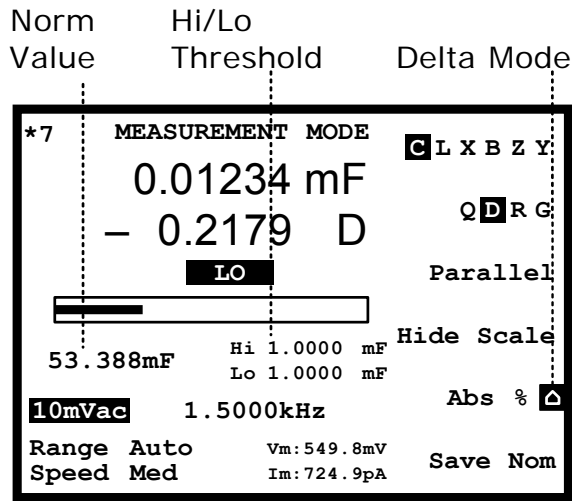 Norm Value
Hi/Lo Threshold
Delta Mode
*7 MEASUREMENT MODE
0.01234 mF
– 0.2179 D
LO
53.388mF
Hi 1.0000 mF
Lo 1.0000 mF
10mVac 1.5000kHz
Range Auto
Speed Med
Vm:549.8mV
Im:724.9pA
C L X B Z Y
Q D R G
Parallel
Hide Scale
Abs % △
Save Nom